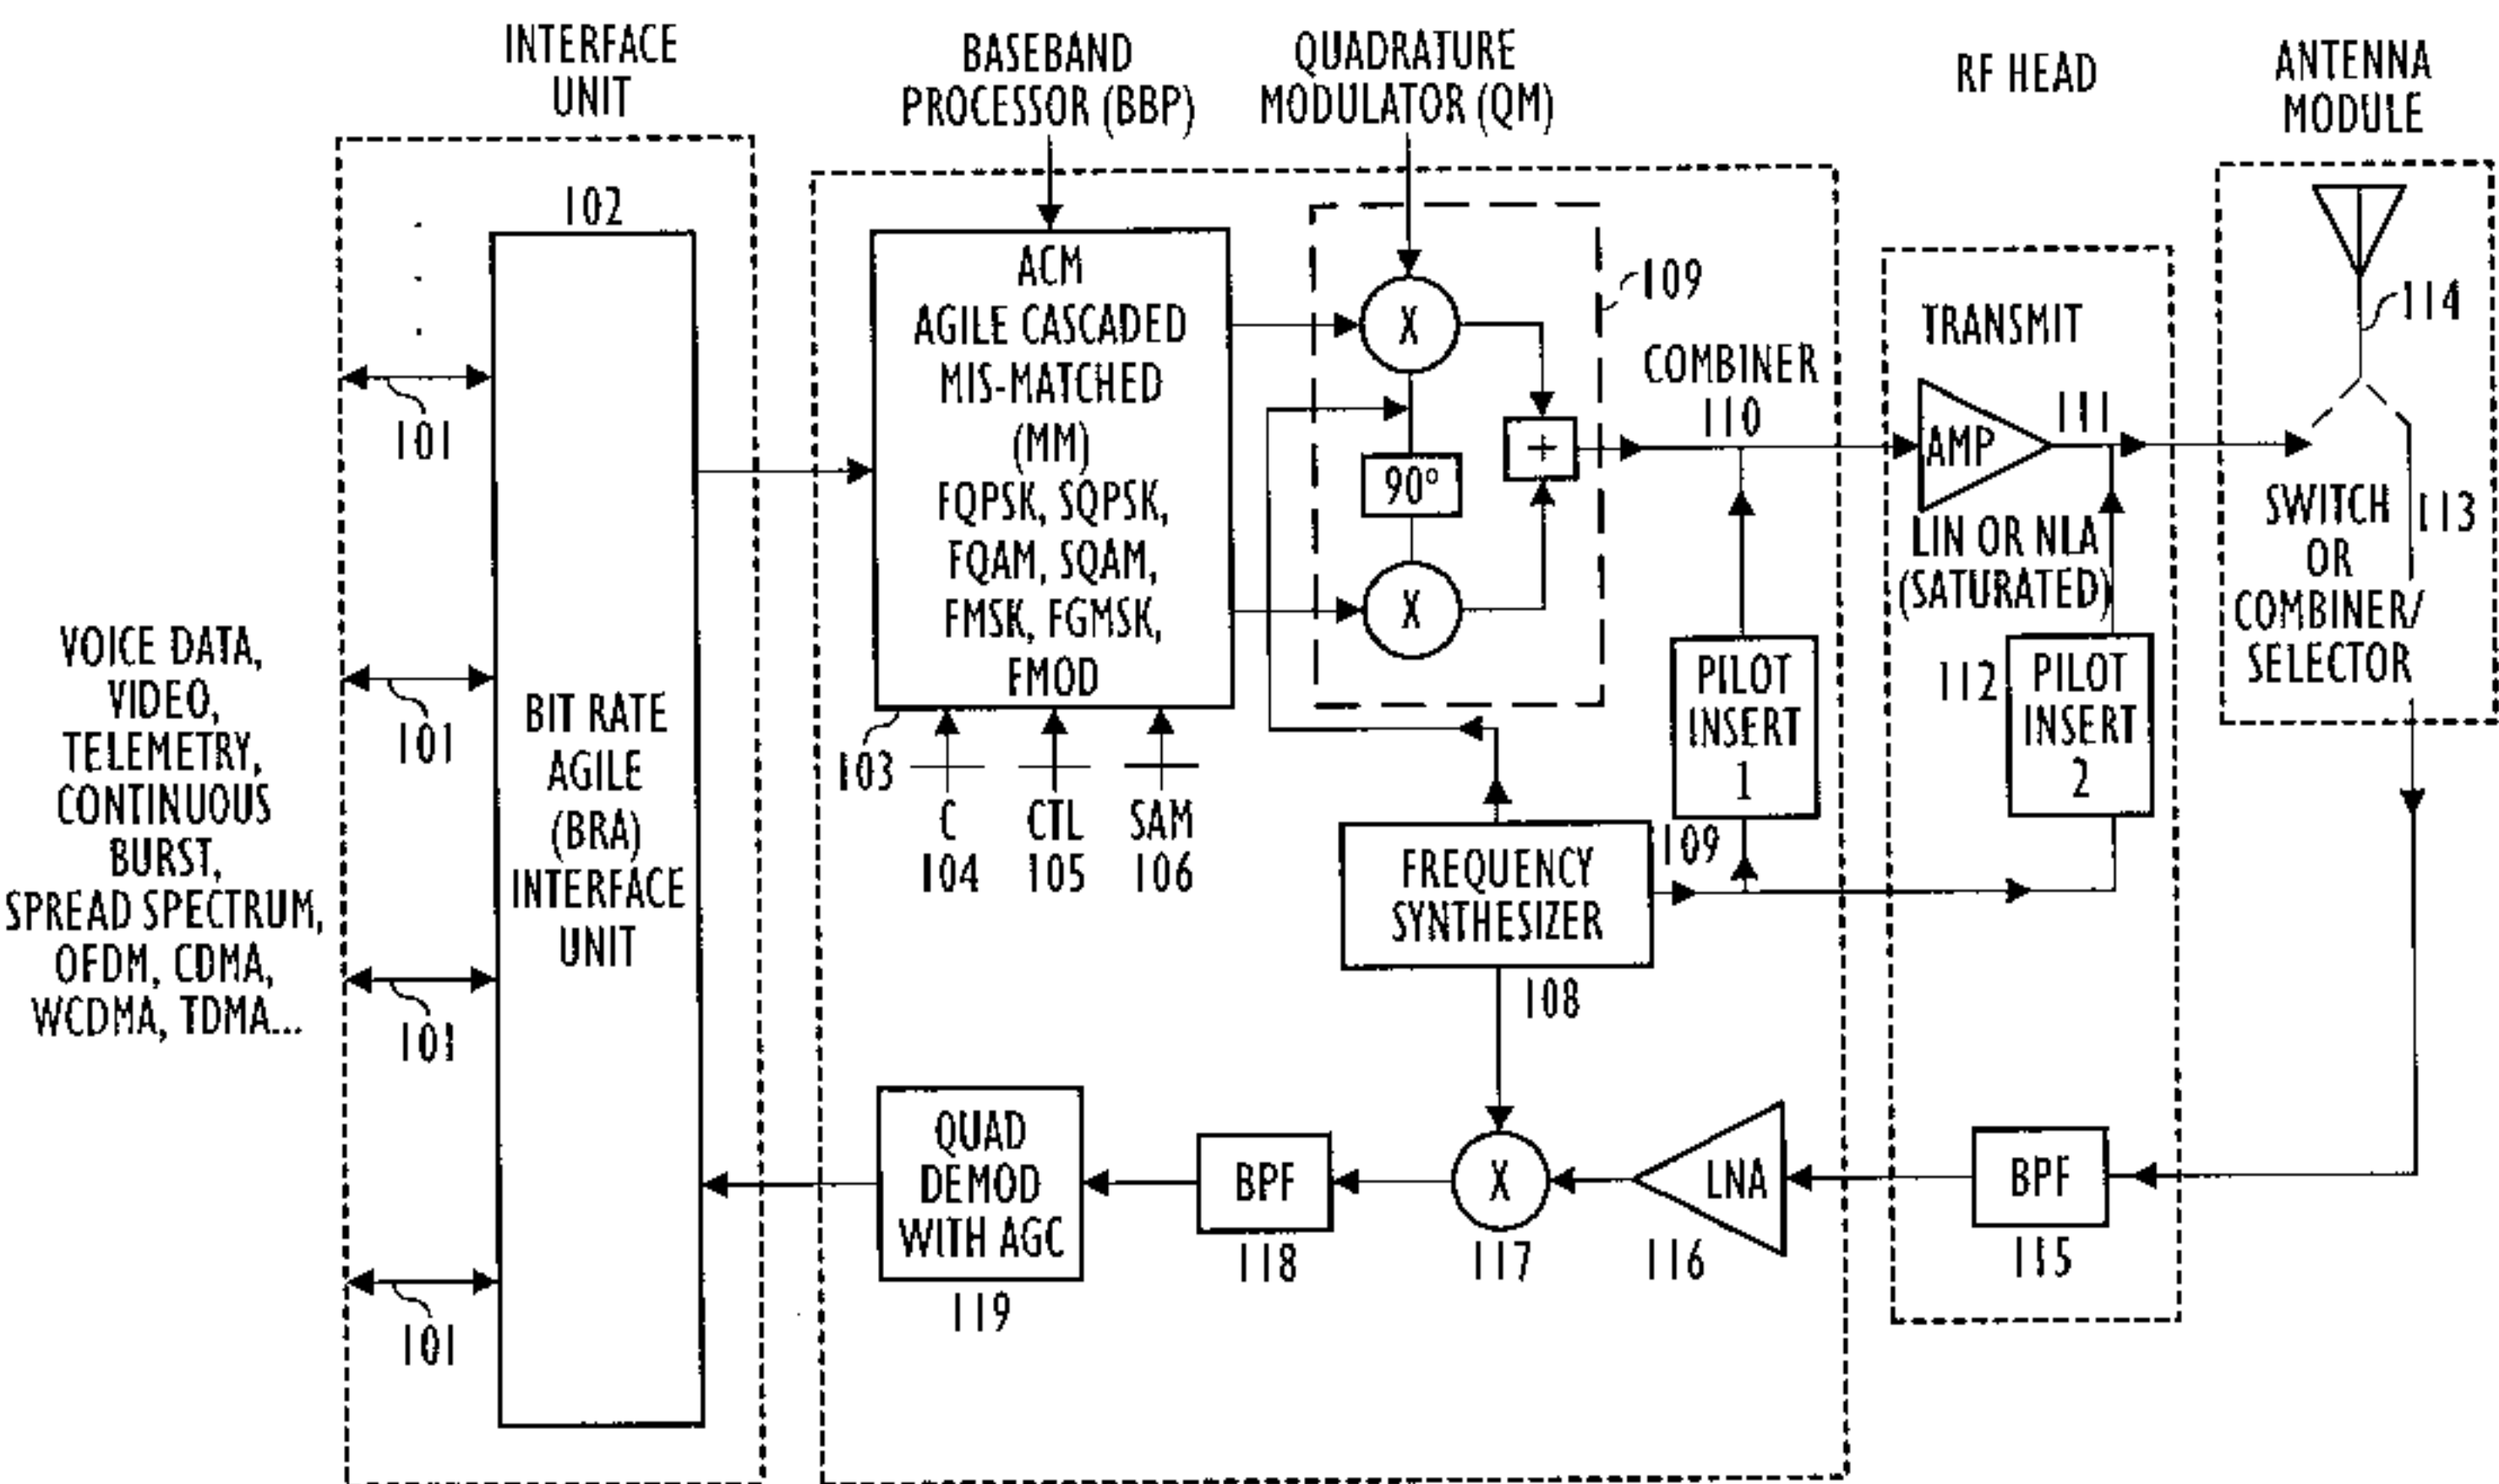 INTERFACE
UNIT
BASEBAND
PROCESSOR (BBP)
QUADRATURE
MODULATOR (QM)
RF HEAD
ANTENNA
MODULE
102
101
101
101
101
VOICE DATA,
VIDEO,
TELEMETRY,
CONTINUOUS
BURST,
SPREAD SPECTRUM,
OFDM, CDMA,
WCDMA, TDMA...
BIT RATE
AGILE
(BRA)
INTERFACE
UNIT
ACM
AGILE CASCADED
MIS-MATCHED
(MM)
FQPSK, SQPSK,
FQAM, SQAM,
FMSK, FGMSK,
FMOD
103
C
104
CTL
105
SAM
106
X
90°
X
+
109
COMBINER
110
PILOT
INSERT
1
109
FREQUENCY
SYNTHESIZER
108
TRANSMIT
AMP
111
LIN OR NLA
(SATURATED)
112
PILOT
INSERT
2
114
SWITCH
OR
COMBINER/
SELECTOR
113
QUAD
DEMOD
WITH AGC
119
BPF
118
X
117
LNA
116
BPF
115